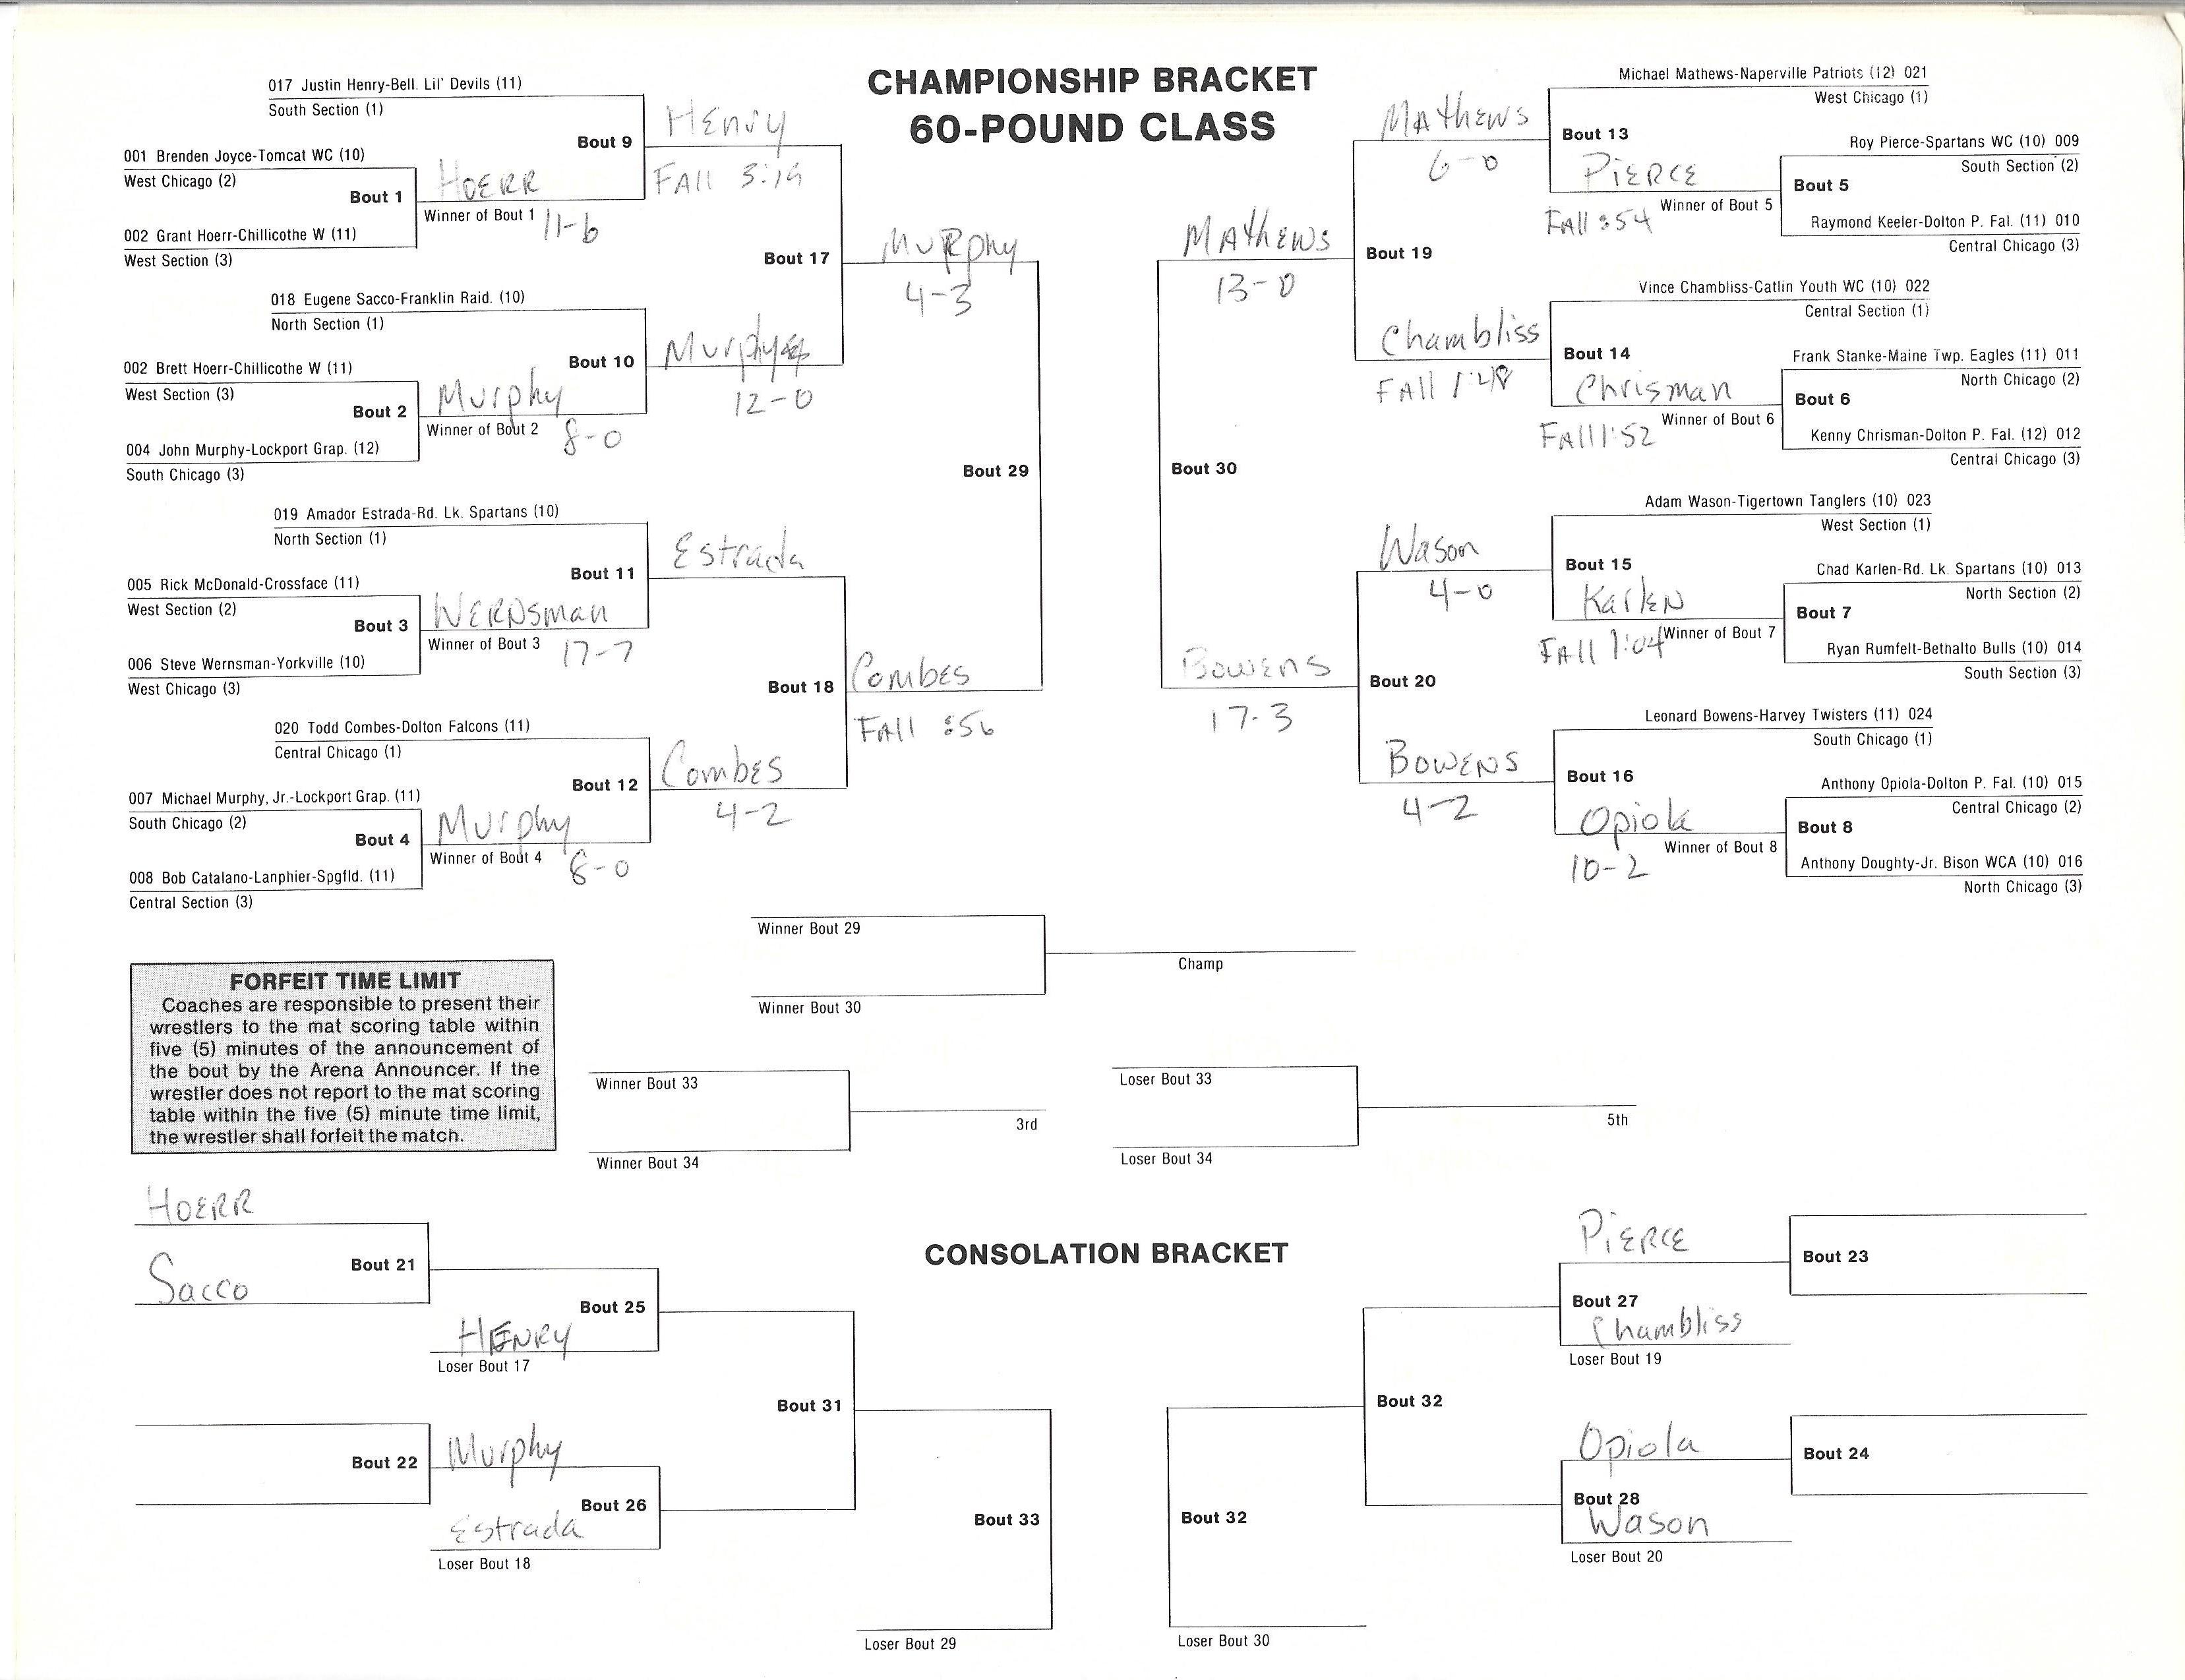 CHAMPIONSHIP BRACKET
60-POUND CLASS
017 Justin Henry-Bell. Lil' Devils (11)
South Section (1)
Bout 9
Henry
Fall 3:19
001 Brenden Joyce-Tomcat WC (10)
West Chicago (2)
Bout 1
Hoerr
Winner of Bout 1
11-6
002 Grant Hoerr-Chillicothe W (11)
West Section (3)
Bout 17
Murphy
4-3
018 Eugene Sacco-Franklin Raid. (10)
North Section (1)
Bout 10
Murphy
12-0
002 Brett Hoerr-Chillicothe W (11)
West Section (3)
Bout 2
Murphy
Winner of Bout 2
8-0
004 John Murphy-Lockport Grap. (12)
South Chicago (3)
Bout 29
019 Amador Estrada-Rd. Lk. Spartans (10)
North Section (1)
Bout 11
Estrada
005 Rick McDonald-Crossface (11)
West Section (2)
Bout 3
Wernsman
Winner of Bout 3
17-7
006 Steve Wernsman-Yorkville (10)
West Chicago (3)
Bout 18
Combes
Fall :56
020 Todd Combes-Dolton Falcons (11)
Central Chicago (1)
Bout 12
Combes
4-2
007 Michael Murphy, Jr.-Lockport Grap. (11)
South Chicago (2)
Bout 4
Murphy
Winner of Bout 4
8-0
008 Bob Catalano-Lanphier-Spgfld. (11)
Central Section (3)
Michael Mathews-Naperville Patriots (12) 021
West Chicago (1)
Mathews
6-0
Bout 13
Roy Pierce-Spartans WC (10) 009
South Section (2)
Pierce
Bout 5
Winner of Bout 5
Fall :54
Raymond Keeler-Dolton P. Fal. (11) 010
Central Chicago (3)
Mathews
13-0
Bout 19
Vince Chambliss-Catlin Youth WC (10) 022
Central Section (1)
Chambliss
Fall 1:48
Bout 14
Frank Stanke-Maine Twp. Eagles (11) 011
North Chicago (2)
Chrisman
Bout 6
Winner of Bout 6
Fall 1:52
Kenny Chrisman-Dolton P. Fal. (12) 012
Central Chicago (3)
Bout 30
Adam Wason-Tigertown Tanglers (10) 023
West Section (1)
Wason
4-0
Bout 15
Chad Karlen-Rd. Lk. Spartans (10) 013
North Section (2)
Karlen
Bout 7
Winner of Bout 7
Fall 1:04
Ryan Rumfelt-Bethalto Bulls (10) 014
South Section (3)
Bowens
17-3
Bout 20
Leonard Bowens-Harvey Twisters (11) 024
South Chicago (1)
Bowens
4-2
Bout 16
Anthony Opiola-Dolton P. Fal. (10) 015
Central Chicago (2)
Opiola
Bout 8
Winner of Bout 8
10-2
Anthony Doughty-Jr. Bison WCA (10) 016
North Chicago (3)
Winner Bout 29
Champ
Winner Bout 30
FORFEIT TIME LIMIT
Coaches are responsible to present their
wrestlers to the mat scoring table within
five (5) minutes of the announcement of
the bout by the Arena Announcer. If the
wrestler does not report to the mat scoring
table within the five (5) minute time limit,
the wrestler shall forfeit the match.
Winner Bout 33
3rd
Winner Bout 34
Loser Bout 33
5th
Loser Bout 34
CONSOLATION BRACKET
Hoerr
Bout 21
Sacco
Bout 25
Henry
Loser Bout 17
Bout 31
Bout 22
Murphy
Bout 26
Estrada
Loser Bout 18
Bout 33
Loser Bout 29
Pierce
Bout 23
Bout 27
Chambliss
Loser Bout 19
Bout 32
Opiola
Bout 24
Bout 28
Wason
Loser Bout 20
Bout 32
Loser Bout 30